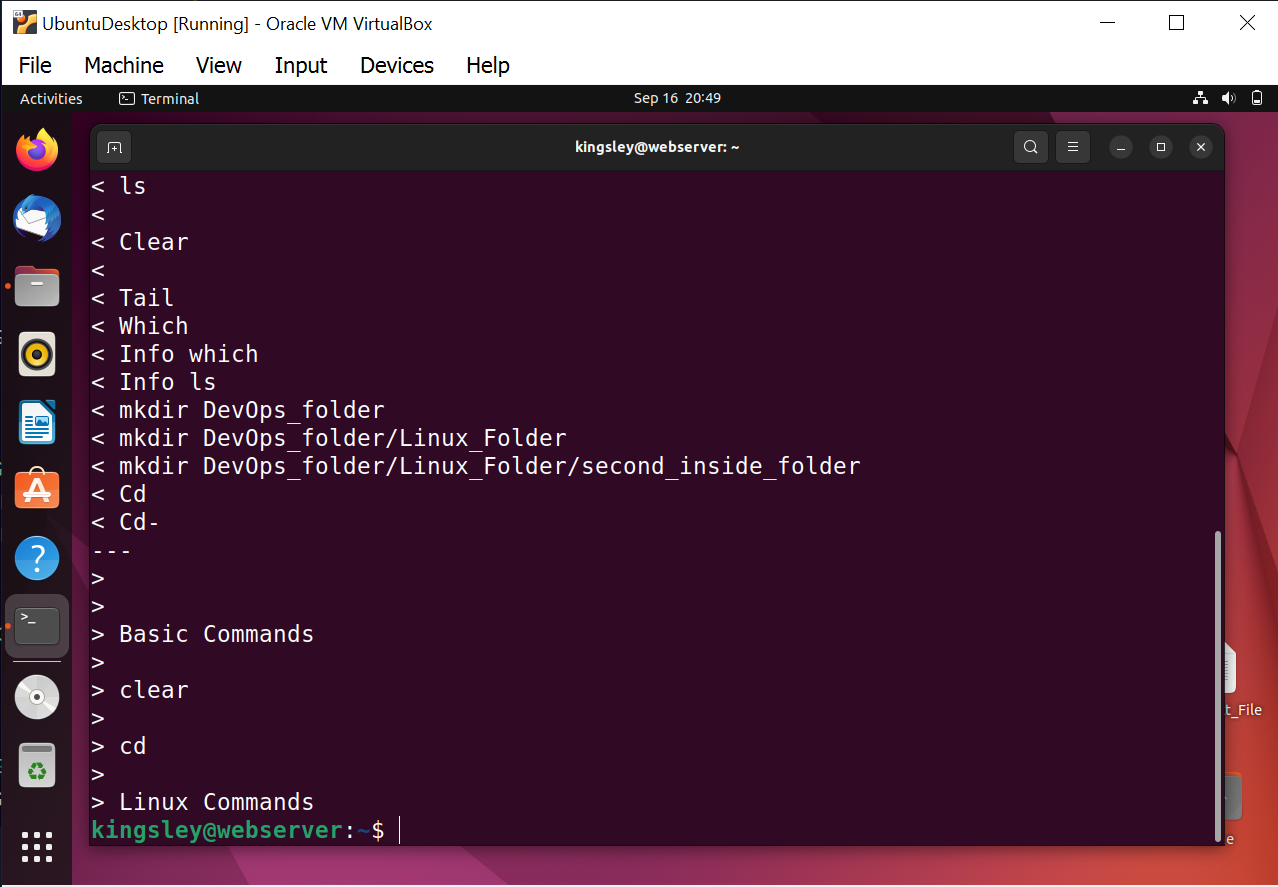 UbuntuDesktop [Running] - Oracle VM VirtualBox
File Machine View Input Devices Help
Activities Terminal Sep 16 20:49
kingsley@webserver: ~
< ls
<
< Clear
<
< Tail
< Which
< Info which
< Info ls
< mkdir DevOps_folder
< mkdir DevOps_folder/Linux_Folder
< mkdir DevOps_folder/Linux_Folder/second_inside_folder
< Cd
< Cd-
---
>
>
> Basic Commands
>
> clear
>
> cd
>
> Linux Commands
kingsley@webserver:~$
t_File
e